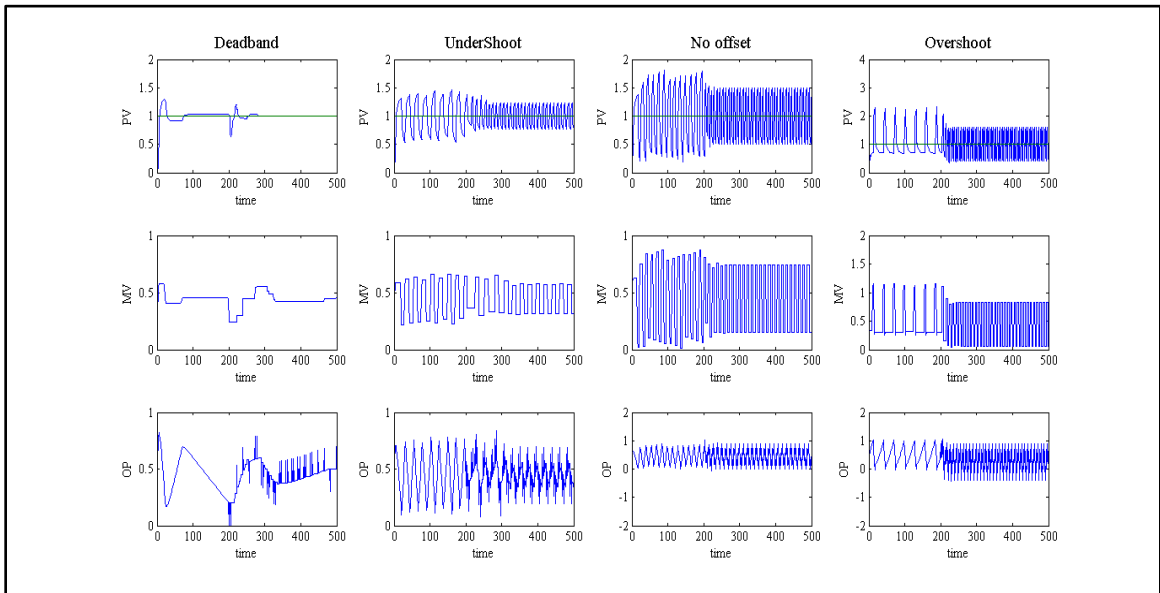 Deadband UnderShoot No offset Overshoot
2 2 2 4
1.5 1.5 1.5 3
PV 1 PV 1 PV 1 PV 2
0.5 0.5 0.5 1
0 0 0 0
0 100 200 300 400 500 0 100 200 300 400 500 0 100 200 300 400 500 0 100 200 300 400 500
time time time time
1 1 1 2
1.5
MV 0.5 MV 0.5 MV 0.5 MV 1
0.5
0 0 0 0
0 100 200 300 400 500 0 100 200 300 400 500 0 100 200 300 400 500 0 100 200 300 400 500
time time time time
1 1 2 2
1 1
OP 0.5 OP 0.5 OP 0 OP 0
-1 -1
0 0 -2 -2
0 100 200 300 400 500 0 100 200 300 400 500 0 100 200 300 400 500 0 100 200 300 400 500
time time time time